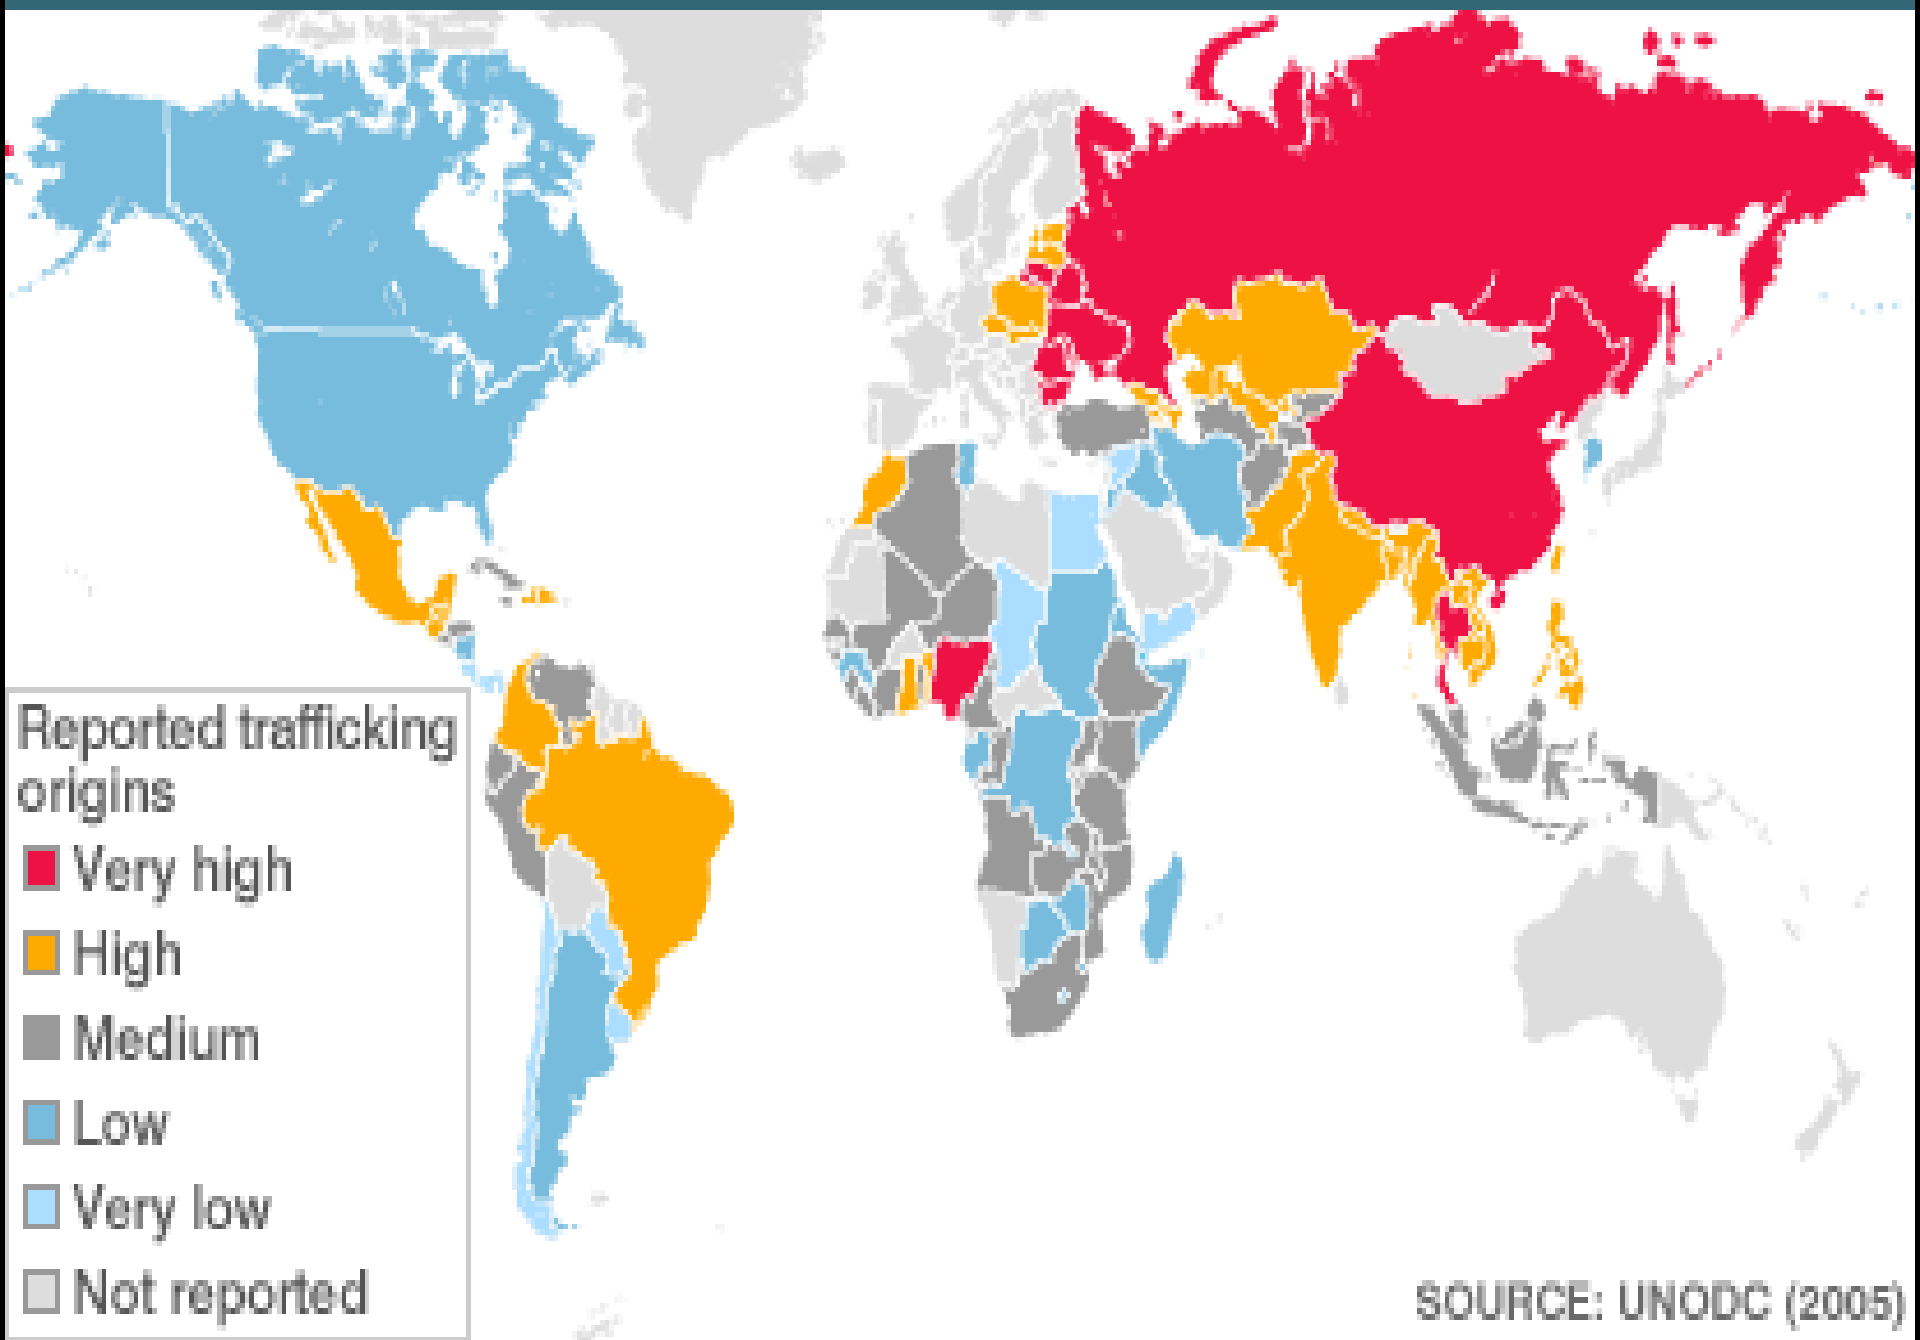 Reported trafficking
origins
Very high
High
Medium
Low
Very low
Not reported
SOURCE: UNODC (2005)